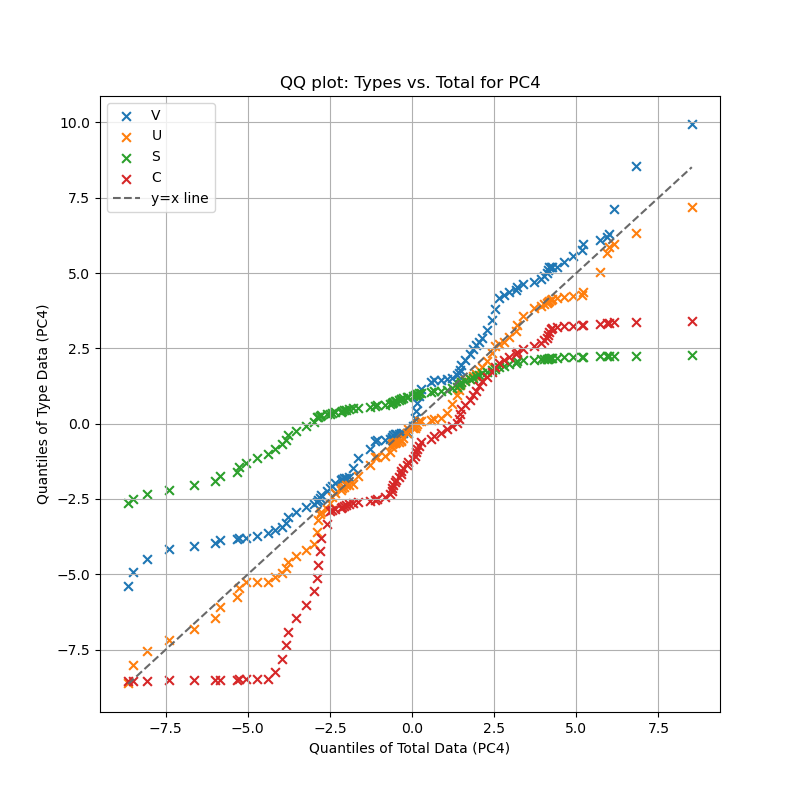 QQ plot: Types vs. Total for PC4
V
U
S
C
y=x line
10.0
7.5
5.0
2.5
0.0
−2.5
−5.0
−7.5
Quantiles of Type Data (PC4)
−7.5 −5.0 −2.5 0.0 2.5 5.0 7.5
Quantiles of Total Data (PC4)